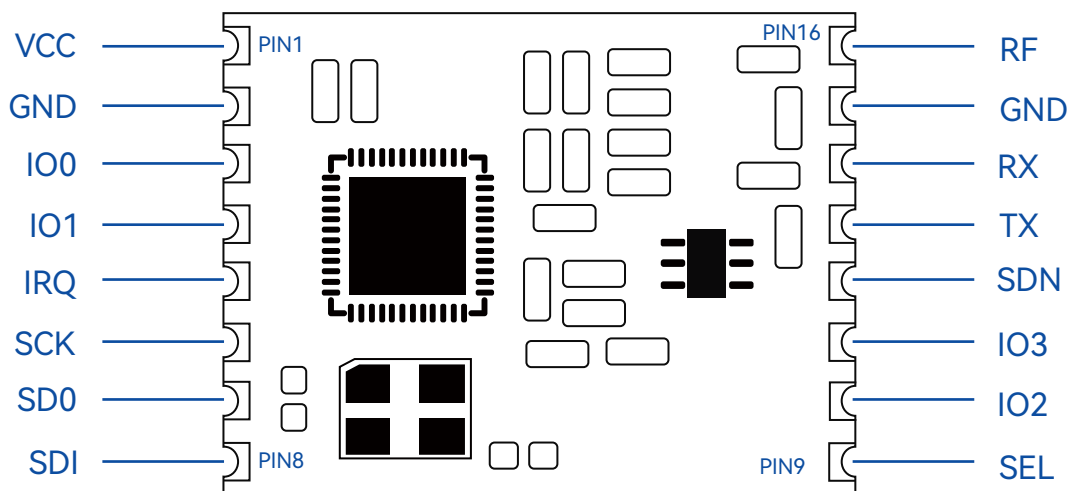 VCC PIN1 PIN16 RF
GND GND
IO0 RX
IO1 TX
IRQ SDN
SCK IO3
SD0 IO2
SDI PIN8 PIN9 SEL